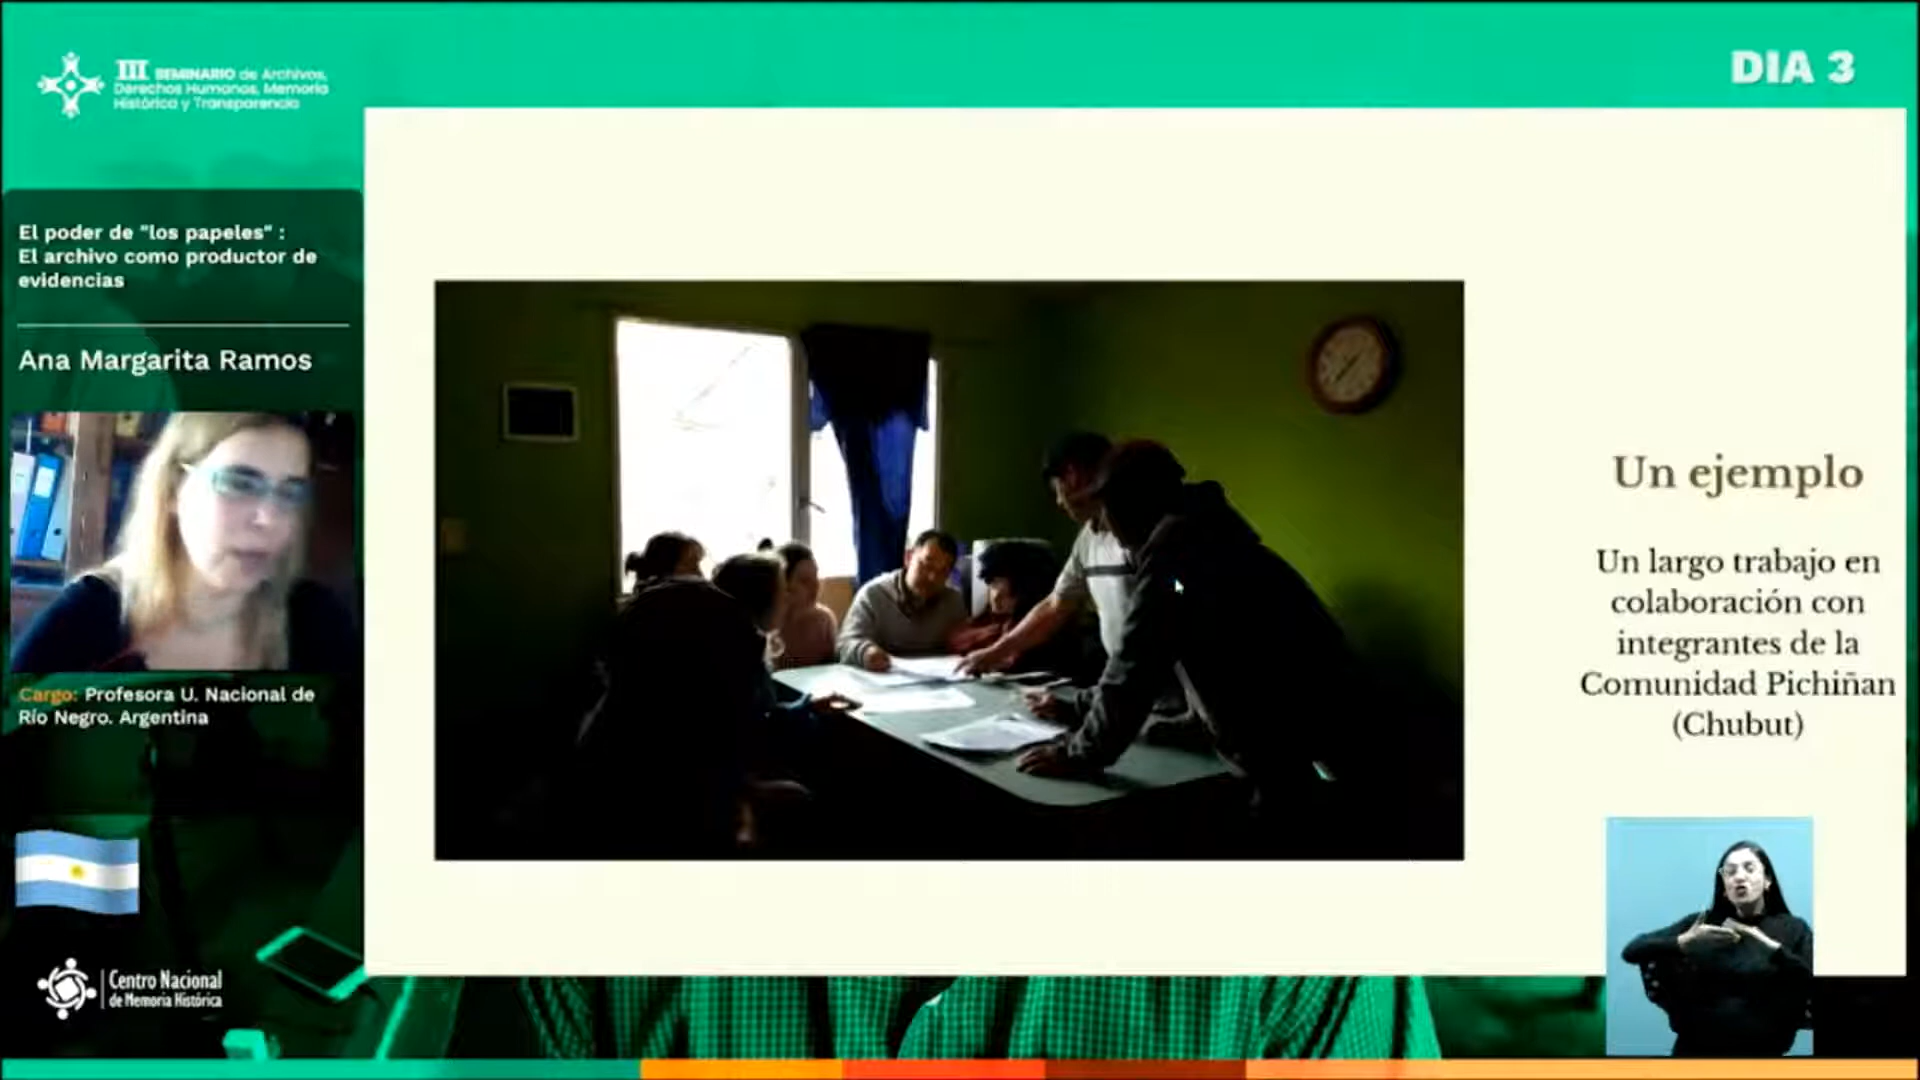 III SEMINARIO de Archivos,
Derechos Humanos, Memoria
Histórica y Transparencia
DIA 3
El poder de "los papeles" :
El archivo como productor de
evidencias
Ana Margarita Ramos
Cargo: Profesora U. Nacional de
Río Negro. Argentina
Centro Nacional
de Memoria Histórica
Un ejemplo
Un largo trabajo en
colaboración con
integrantes de la
Comunidad Pichiñan
(Chubut)